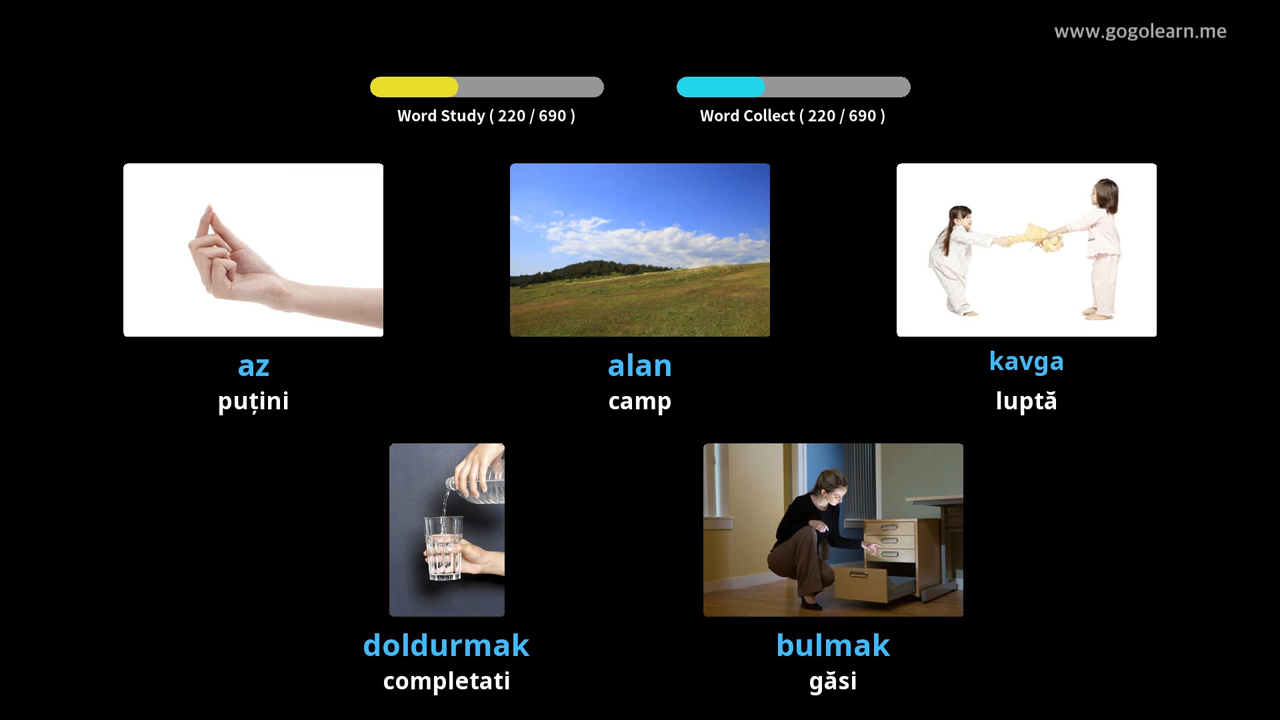 www.gogolearn.me
Word Study ( 220 / 690 )
Word Collect ( 220 / 690 )
az
puțini
alan
camp
kavga
luptă
doldurmak
completati
bulmak
găsi